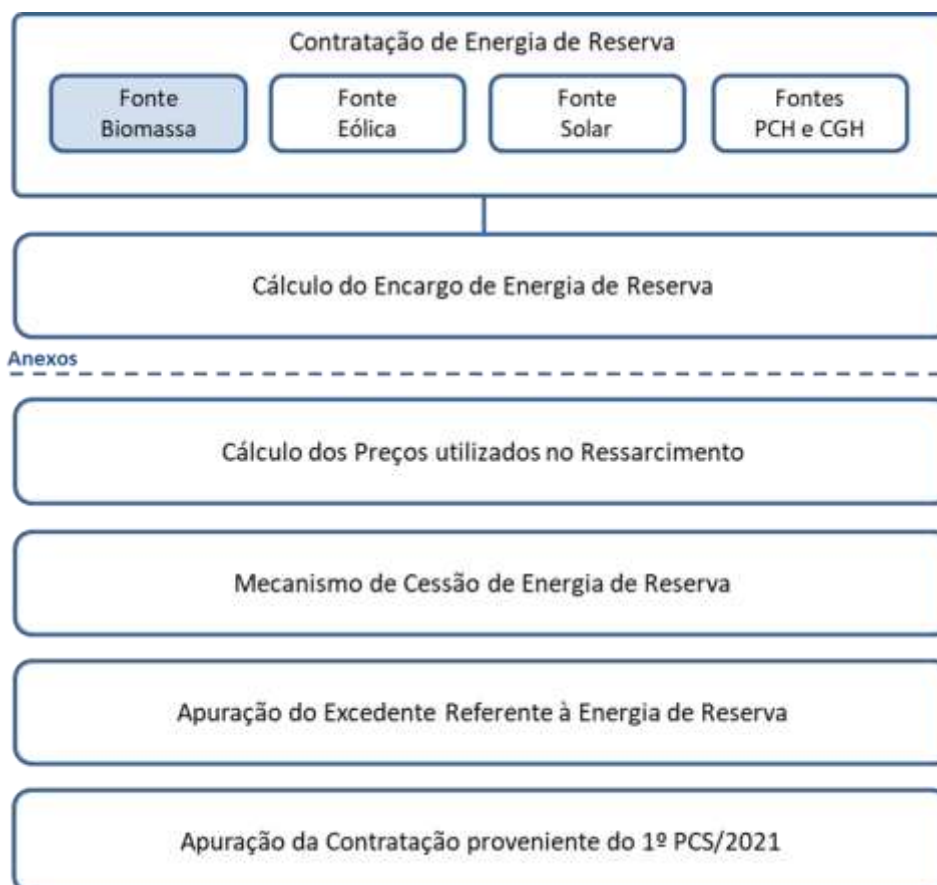 Contratação de Energia de Reserva
Fonte
Biomassa
Fonte
Eólica
Fonte
Solar
Fontes
PCH e CGH
Cálculo do Encargo de Energia de Reserva
Anexos
Cálculo dos Preços utilizados no Ressarcimento
Mecanismo de Cessão de Energia de Reserva
Apuração do Excedente Referente à Energia de Reserva
Apuração da Contratação proveniente do 1º PCS/2021